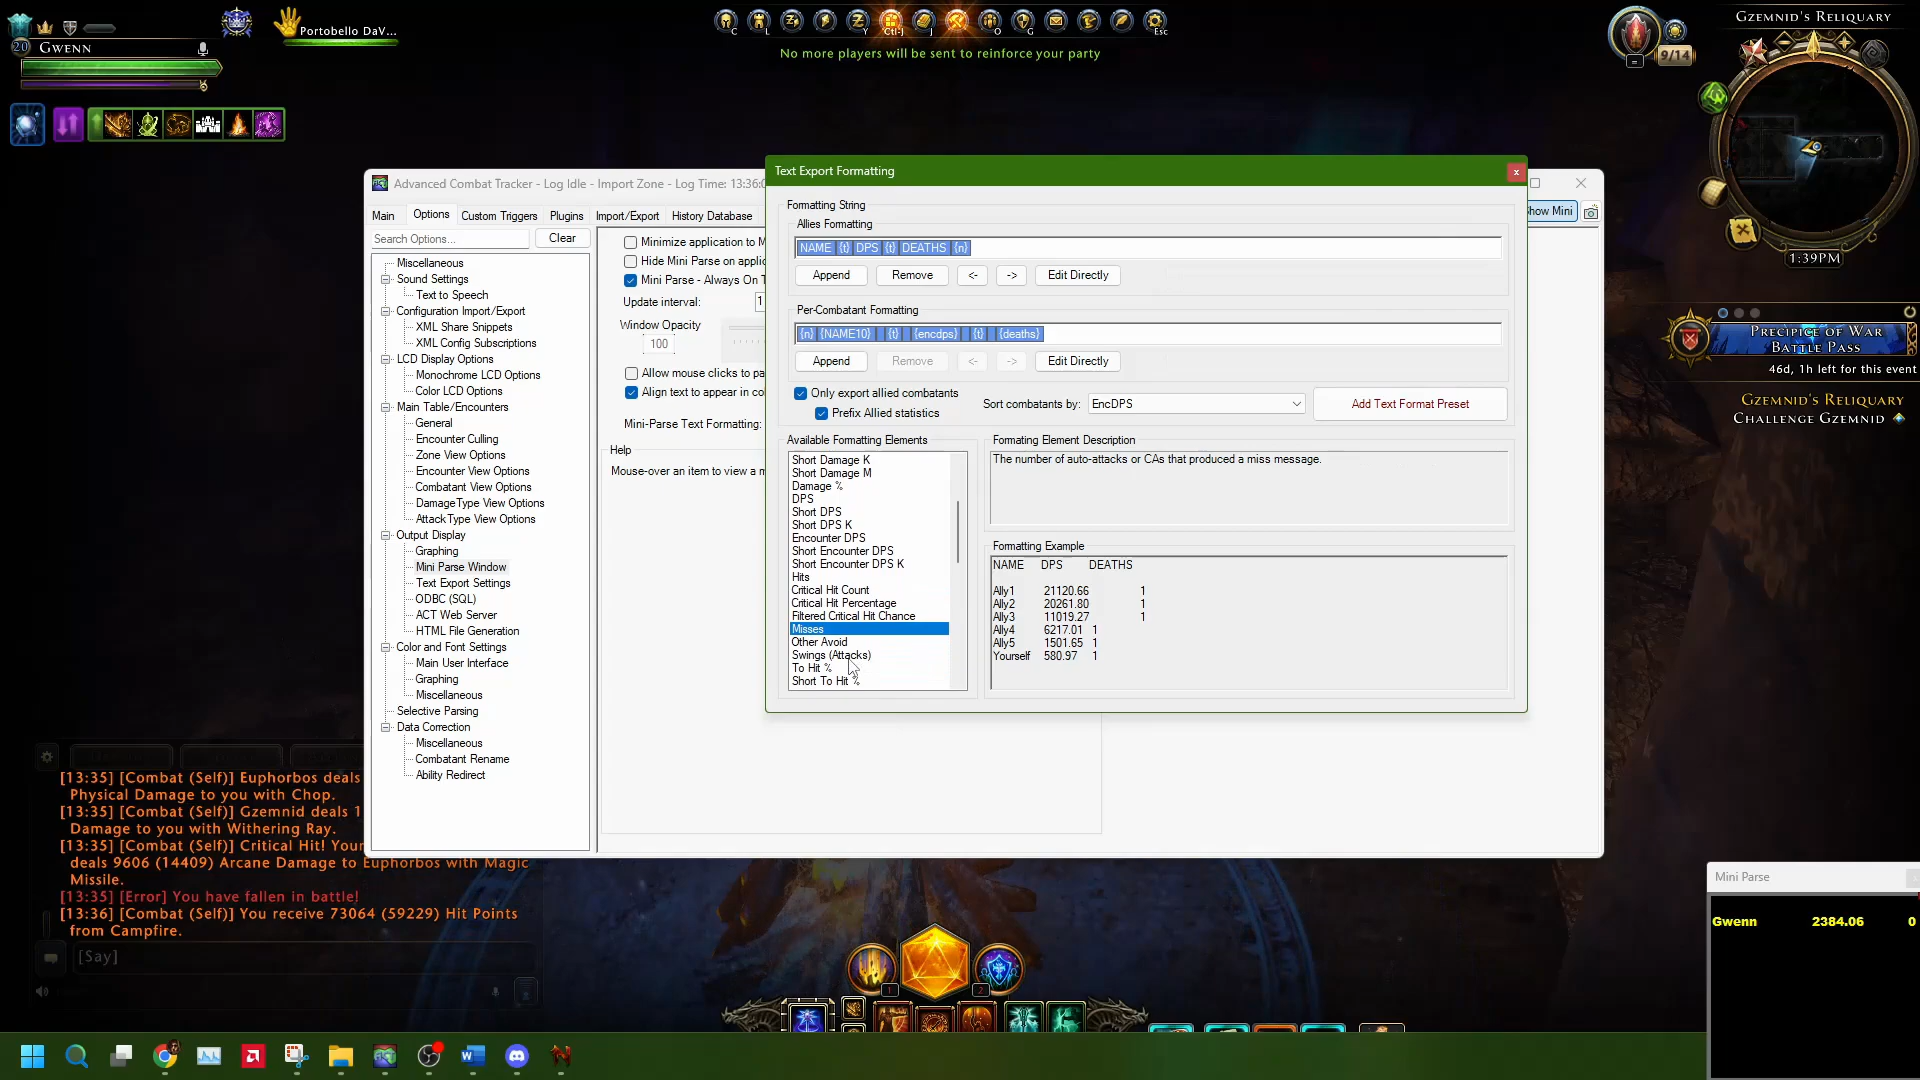 20 GWENN
Portobello DaV...
C L Y Ctl-J J O G Esc
No more players will be sent to reinforce your party
9/14
GZEMNID'S RELIQUARY
1:39PM
PRECIPICE OF WAR
BATTLE PASS
46d, 1h left for this event
GZEMNID'S RELIQUARY
CHALLENGE GZEMNID
Advanced Combat Tracker - Log Idle - Import Zone - Log Time: 13:36:0
Main Options Custom Triggers Plugins Import/Export History Database
how Mini
Search Options... Clear
Miscellaneous
Sound Settings
Text to Speech
Configuration Import/Export
XML Share Snippets
XML Config Subscriptions
LCD Display Options
Monochrome LCD Options
Color LCD Options
Main Table/Encounters
General
Encounter Culling
Zone View Options
Encounter View Options
Combatant View Options
DamageType View Options
AttackType View Options
Output Display
Graphing
Mini Parse Window
Text Export Settings
ODBC (SQL)
ACT Web Server
HTML File Generation
Color and Font Settings
Main User Interface
Graphing
Miscellaneous
Selective Parsing
Data Correction
Miscellaneous
Combatant Rename
Ability Redirect
Minimize application to M
Hide Mini Parse on applic
Mini Parse - Always On T
Update interval: 1
Window Opacity
100
Allow mouse clicks to pa
Align text to appear in co
Mini-Parse Text Formatting:
Help
Mouse-over an item to view a m
Text Export Formatting
x
Formatting String
Allies Formatting
NAME {t} DPS {t} DEATHS {n}
Append Remove <- -> Edit Directly
Per-Combatant Formatting
{n} {NAME10} {t} {encdps} {t} {deaths}
Append Remove <- -> Edit Directly
Only export allied combatants
Prefix Allied statistics
Sort combatants by: EncDPS
Add Text Format Preset
Available Formatting Elements
Short Damage K
Short Damage M
Damage %
DPS
Short DPS
Short DPS K
Encounter DPS
Short Encounter DPS
Short Encounter DPS K
Hits
Critical Hit Count
Critical Hit Percentage
Filtered Critical Hit Chance
Misses
Other Avoid
Swings (Attacks)
To Hit %
Short To Hit %
Formating Element Description
The number of auto-attacks or CAs that produced a miss message.
Formatting Example
NAME DPS DEATHS
Ally1 21120.66 1
Ally2 20261.80 1
Ally3 11019.27 1
Ally4 6217.01 1
Ally5 1501.65 1
Yourself 580.97 1
[13:35] [Combat (Self)] Euphorbos deals
Physical Damage to you with Chop.
[13:35] [Combat (Self)] Gzemnid deals 1
Damage to you with Withering Ray.
[13:35] [Combat (Self)] Critical Hit! Your
deals 9606 (14409) Arcane Damage to Euphorbos with Magic
Missile.
[13:35] [Error] You have fallen in battle!
[13:36] [Combat (Self)] You receive 73064 (59229) Hit Points
from Campfire.
[Say]
1 2
Mini Parse
Gwenn 2384.06 0